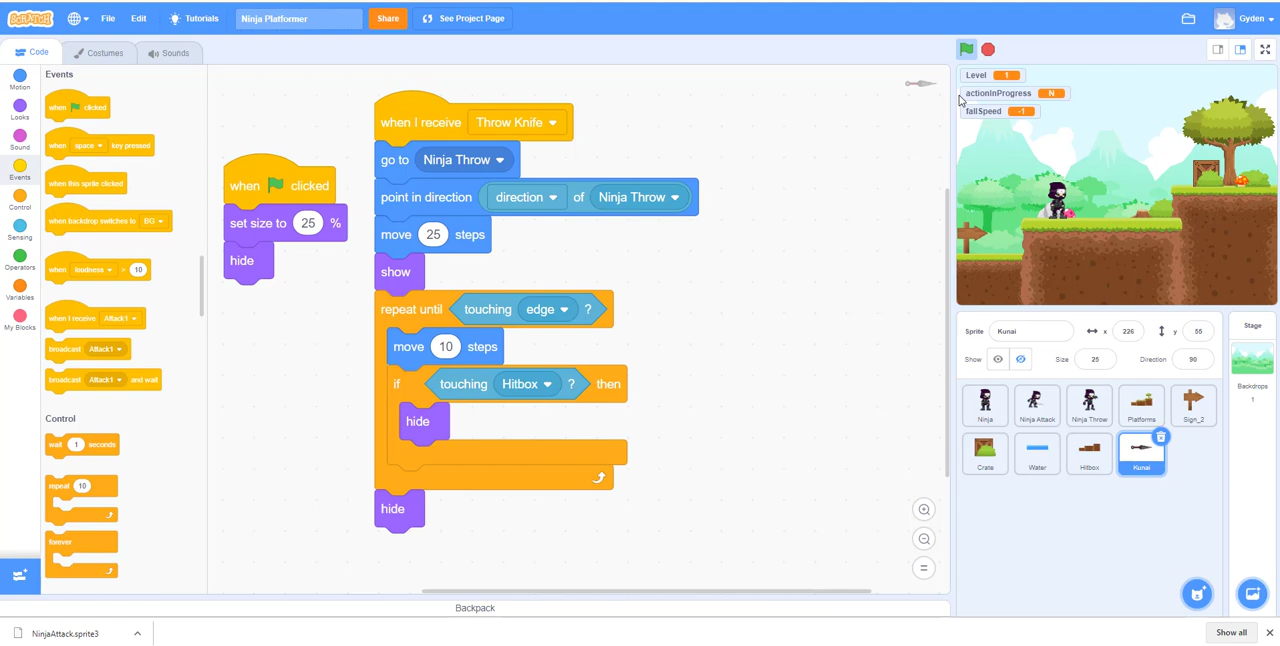 SCRATCH File Edit Tutorials Ninja Platformer Share See Project Page Gyden
Code Costumes Sounds
Motion
Looks
Sound
Events
Control
Sensing
Operators
Variables
My Blocks
Events
when clicked
when space key pressed
when this sprite clicked
when backdrop switches to BG
when loudness > 10
when I receive Attack1
broadcast Attack1
broadcast Attack1 and wait
Control
wait 1 seconds
repeat 10
forever
when clicked
set size to 25 %
hide
when I receive Throw Knife
go to Ninja Throw
point in direction direction of Ninja Throw
move 25 steps
show
repeat until touching edge ?
move 10 steps
if touching Hitbox ? then
hide
hide
Level 1
actionInProgress N
fallSpeed -1
Sprite Kunai x 226 y 55
Show Size 25 Direction 90
Ninja Ninja Attack Ninja Throw Platforms Sign_2
Crate Water Hitbox Kunai
Stage
Backdrops
1
Backpack
NinjaAttack.sprite3 Show all